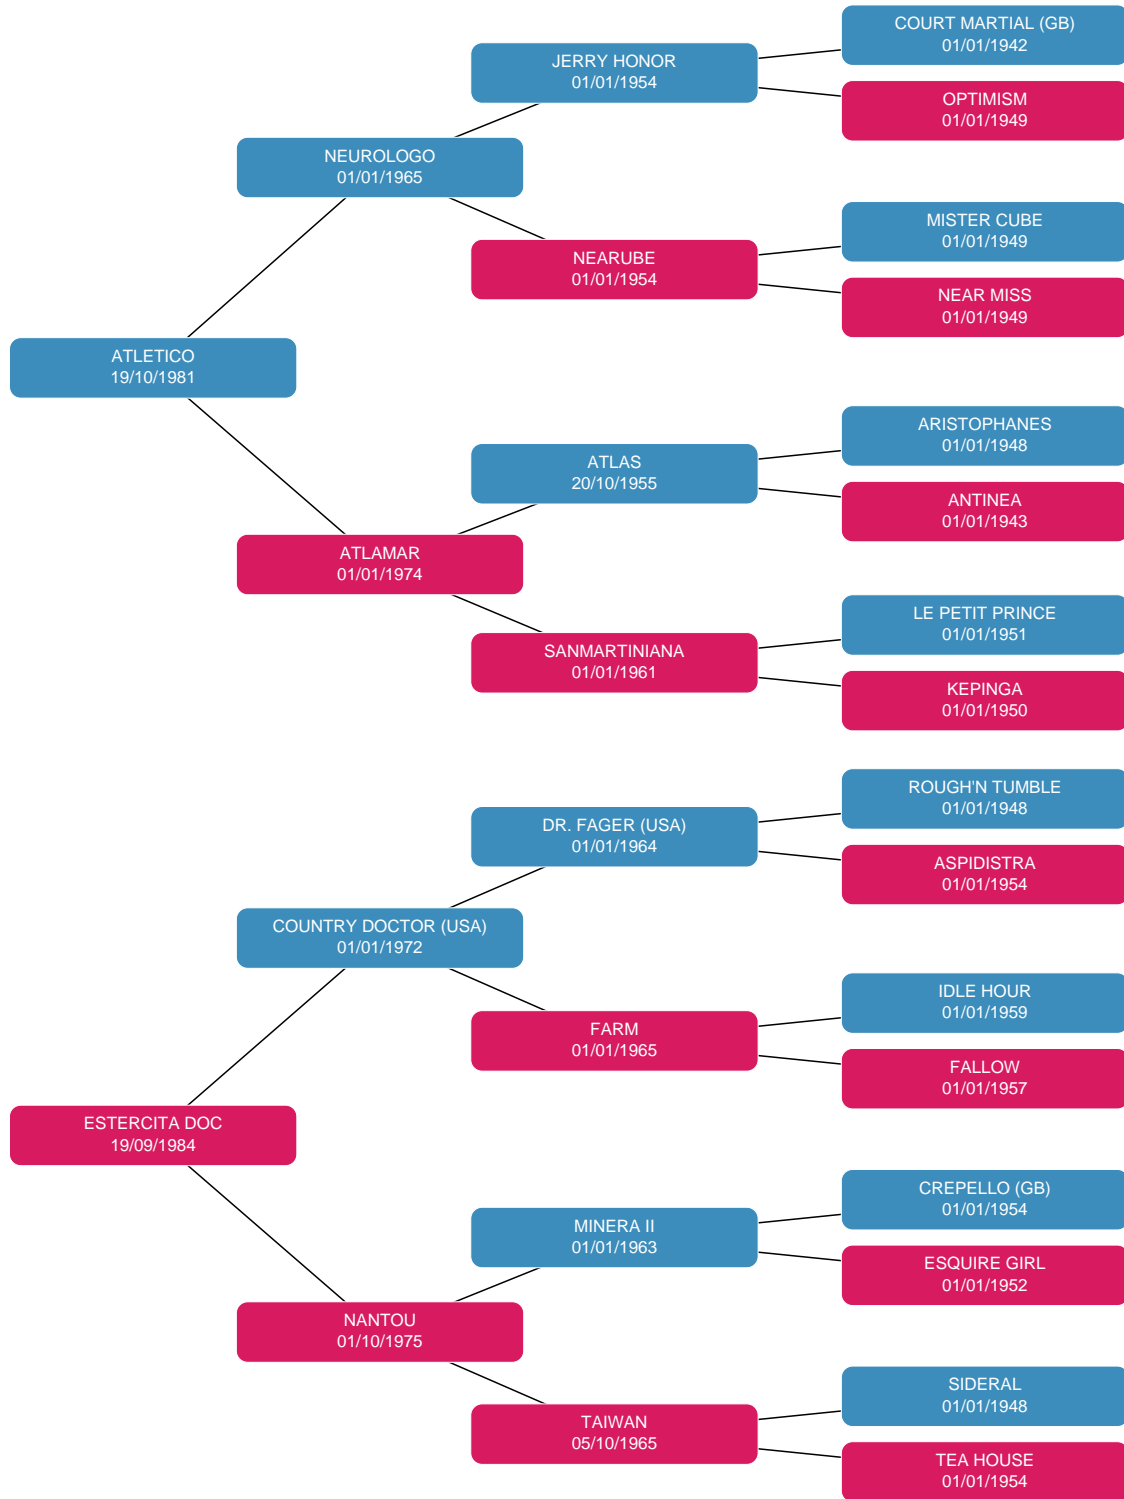 COURT MARTIAL (GB)
01/01/1942
JERRY HONOR
01/01/1954
OPTIMISM
01/01/1949
NEUROLOGO
01/01/1965
MISTER CUBE
01/01/1949
NEARUBE
01/01/1954
NEAR MISS
01/01/1949
ATLETICO
19/10/1981
ARISTOPHANES
01/01/1948
ATLAS
20/10/1955
ANTINEA
01/01/1943
ATLAMAR
01/01/1974
LE PETIT PRINCE
01/01/1951
SANMARTINIANA
01/01/1961
KEPINGA
01/01/1950
ROUGH'N TUMBLE
01/01/1948
DR. FAGER (USA)
01/01/1964
ASPIDISTRA
01/01/1954
COUNTRY DOCTOR (USA)
01/01/1972
IDLE HOUR
01/01/1959
FARM
01/01/1965
FALLOW
01/01/1957
ESTERCITA DOC
19/09/1984
CREPELLO (GB)
01/01/1954
MINERA II
01/01/1963
ESQUIRE GIRL
01/01/1952
NANTOU
01/10/1975
SIDERAL
01/01/1948
TAIWAN
05/10/1965
TEA HOUSE
01/01/1954